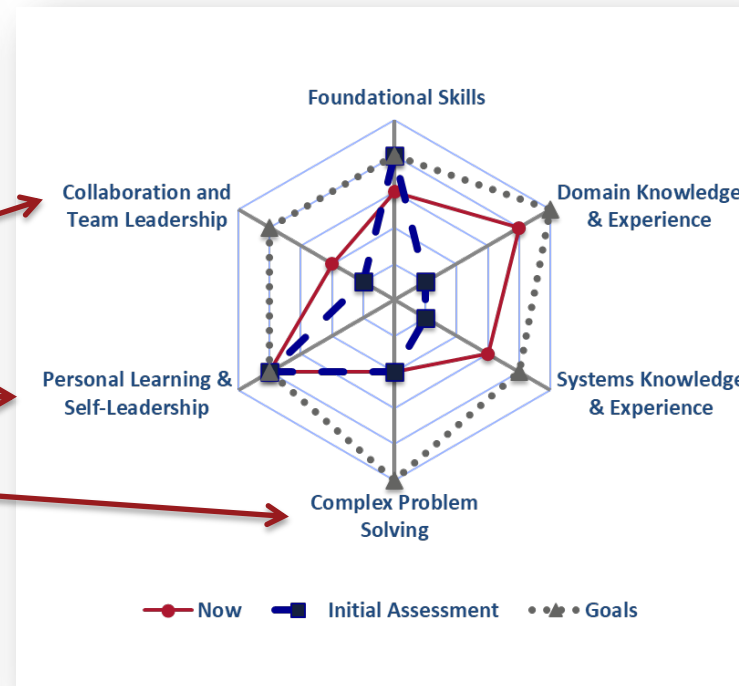 Foundational Skills
Collaboration and
Team Leadership
Domain Knowledge
& Experience
Personal Learning &
Self-Leadership
Systems Knowledge
& Experience
Complex Problem
Solving
Now
Initial Assessment
Goals